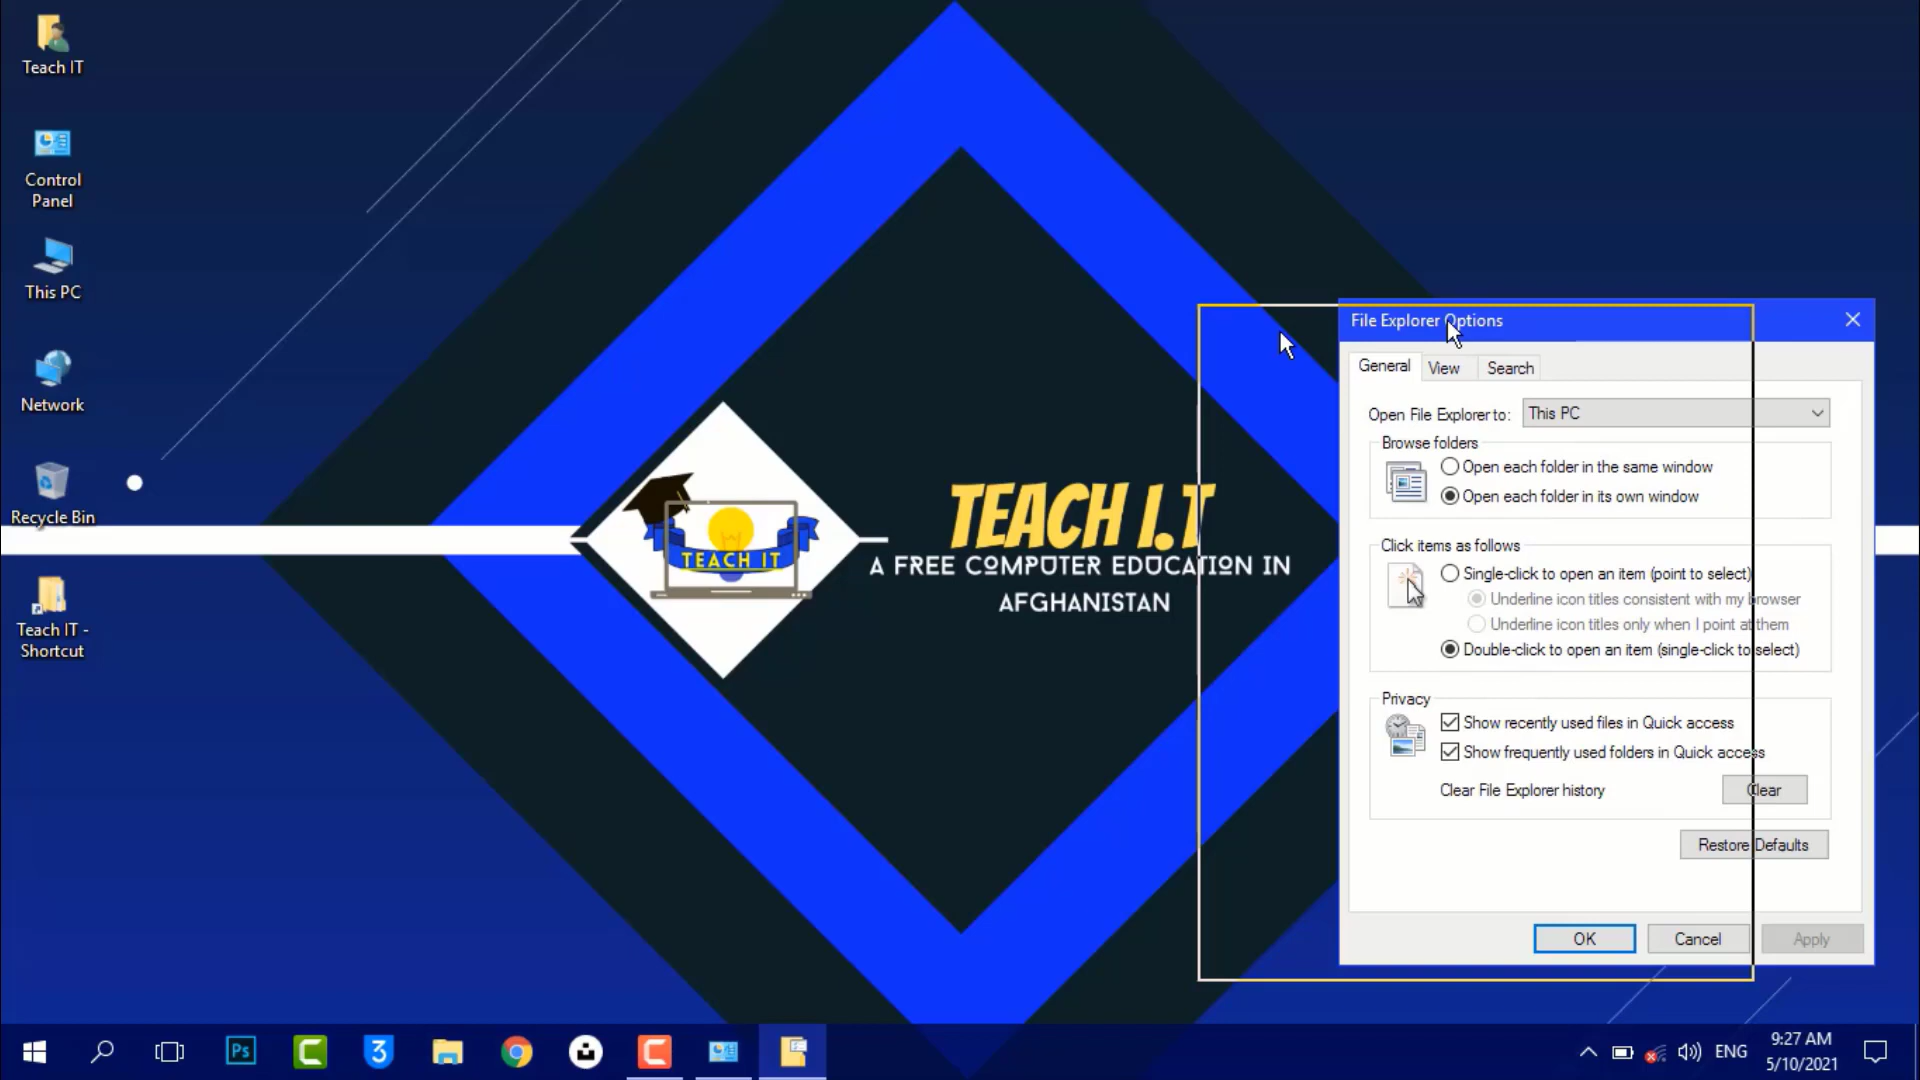 Teach IT
Control
Panel
This PC
Network
Recycle Bin
Teach IT -
Shortcut
TEACH IT
TEACH I.T
A FREE COMPUTER EDUCATION IN
AFGHANISTAN
File Explorer Options
General
View
Search
Open File Explorer to:
This PC
Browse folders
Open each folder in the same window
Open each folder in its own window
Click items as follows
Single-click to open an item (point to select)
Underline icon titles consistent with my browser
Underline icon titles only when I point at them
Double-click to open an item (single-click to select)
Privacy
Show recently used files in Quick access
Show frequently used folders in Quick access
Clear File Explorer history
Clear
Restore Defaults
OK
Cancel
Apply
Ps
C
3
C
ENG
9:27 AM
5/10/2021